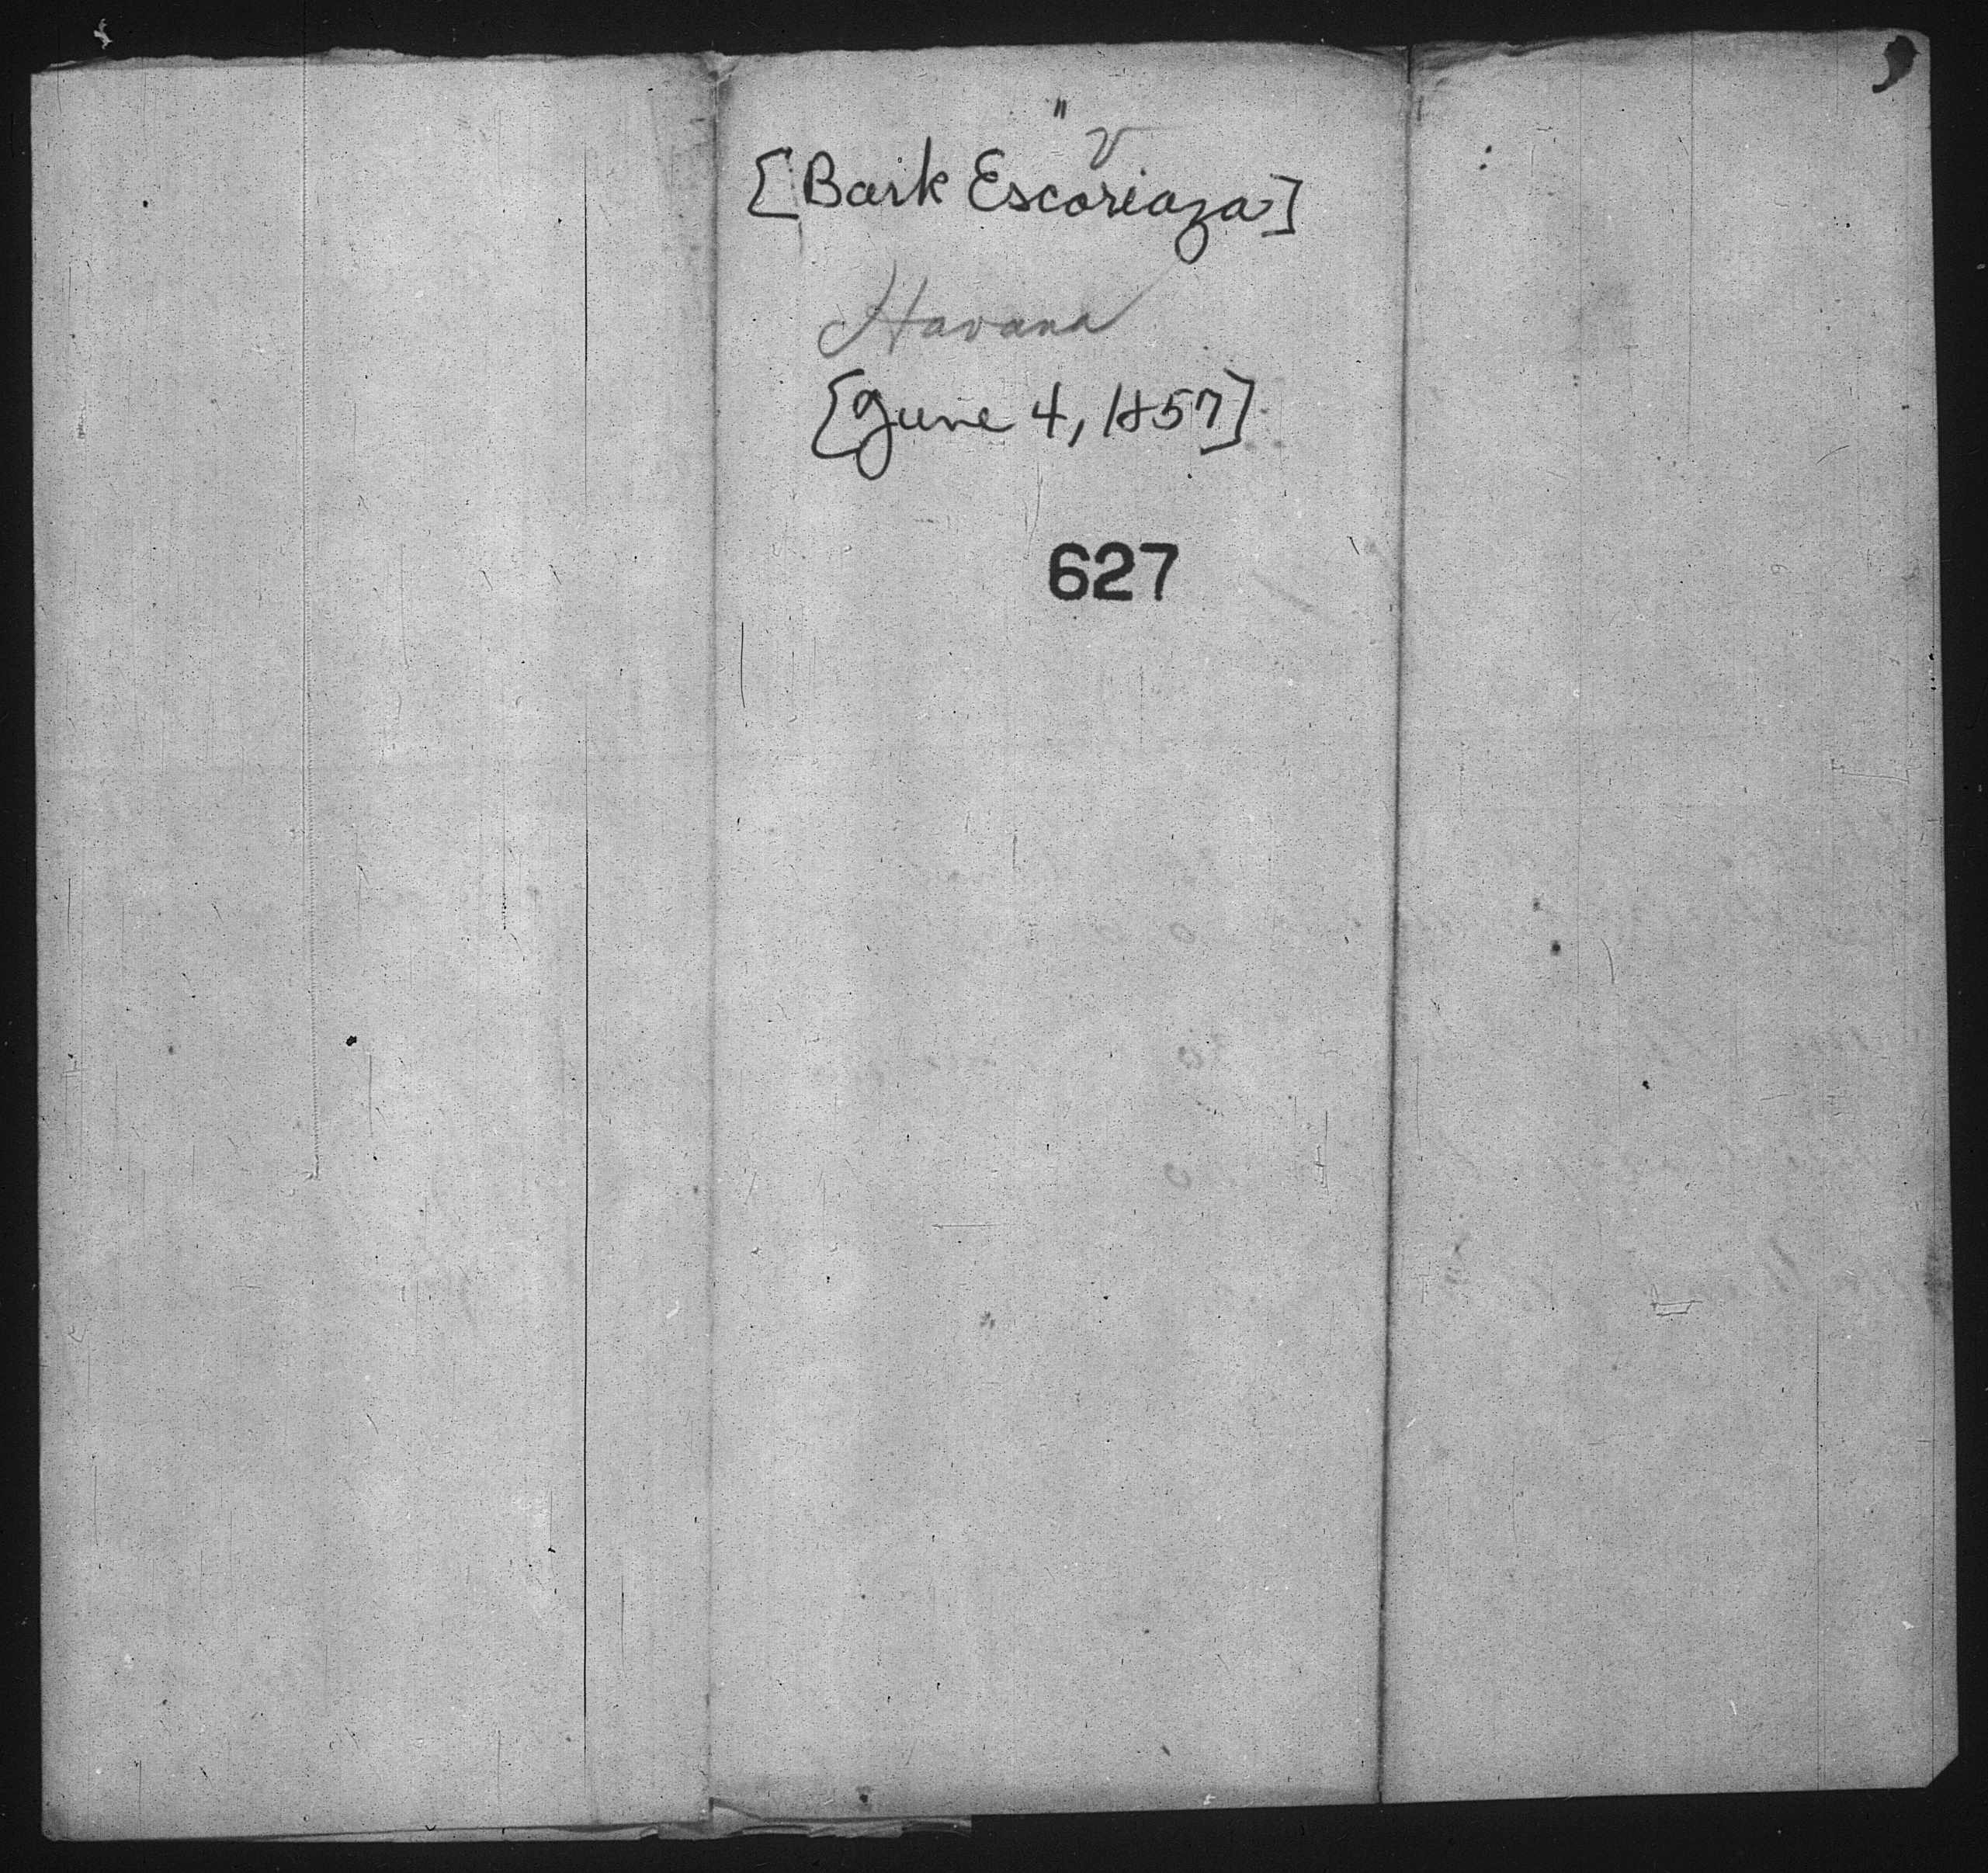 "
V
[Bark Escoriaza]
Havana
[June 4, 1857]
627